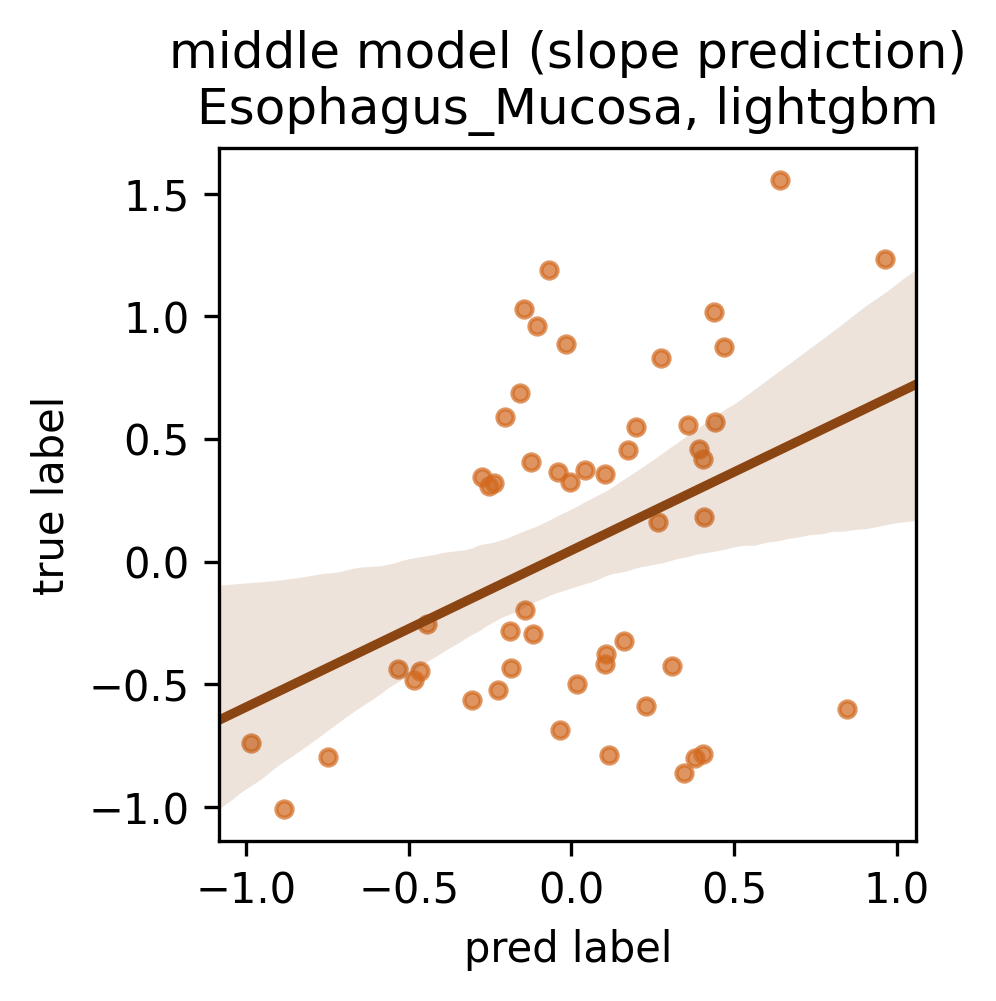 middle model (slope prediction)
Esophagus_Mucosa, lightgbm
1.5
1.0
0.5
0.0
−0.5
−1.0
true label
−1.0 −0.5 0.0 0.5 1.0
pred label